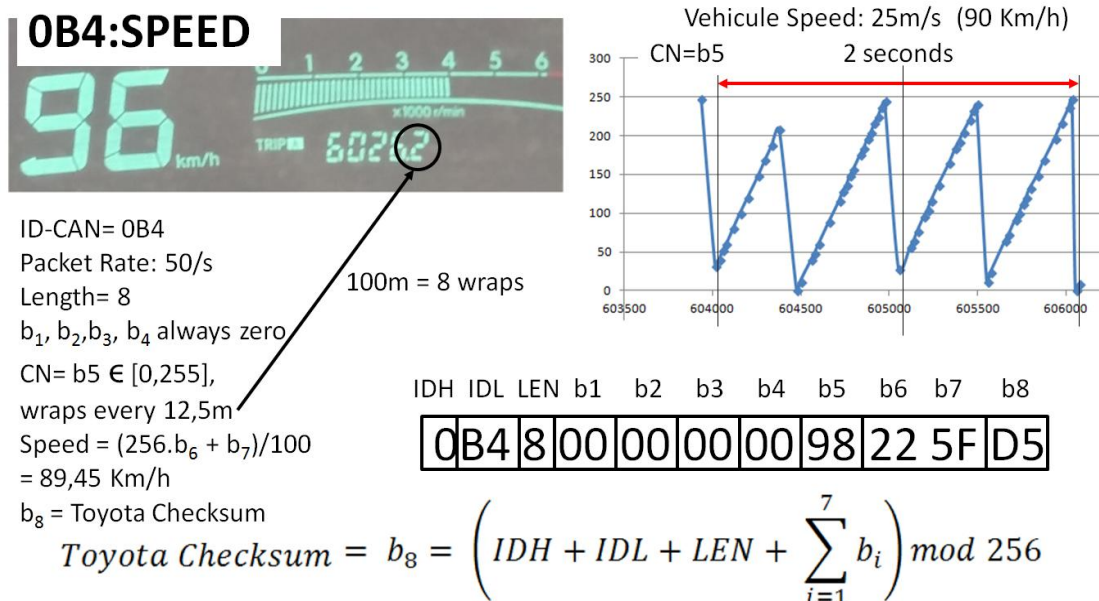 0B4:SPEED
96 km/h
0 1 2 3 4 5 6
x1000 r/min
TRIP A 6026.2
Vehicule Speed: 25m/s (90 Km/h)
CN=b5 2 seconds
300
250
200
150
100
50
0
603500 604000 604500 605000 605500 606000
ID-CAN= 0B4
Packet Rate: 50/s
Length= 8
b₁, b₂,b₃, b₄ always zero
CN= b5 ∈ [0,255],
wraps every 12,5m
Speed = (256.b₆ + b₇)/100
= 89,45 Km/h
b₈ = Toyota Checksum
100m = 8 wraps
IDH IDL LEN b1 b2 b3 b4 b5 b6 b7 b8
0 B4 8 00 00 00 00 98 22 5F D5
Toyota Checksum = b₈ = (IDH + IDL + LEN + ∑⁷ᵢ₌₁ bᵢ) mod 256